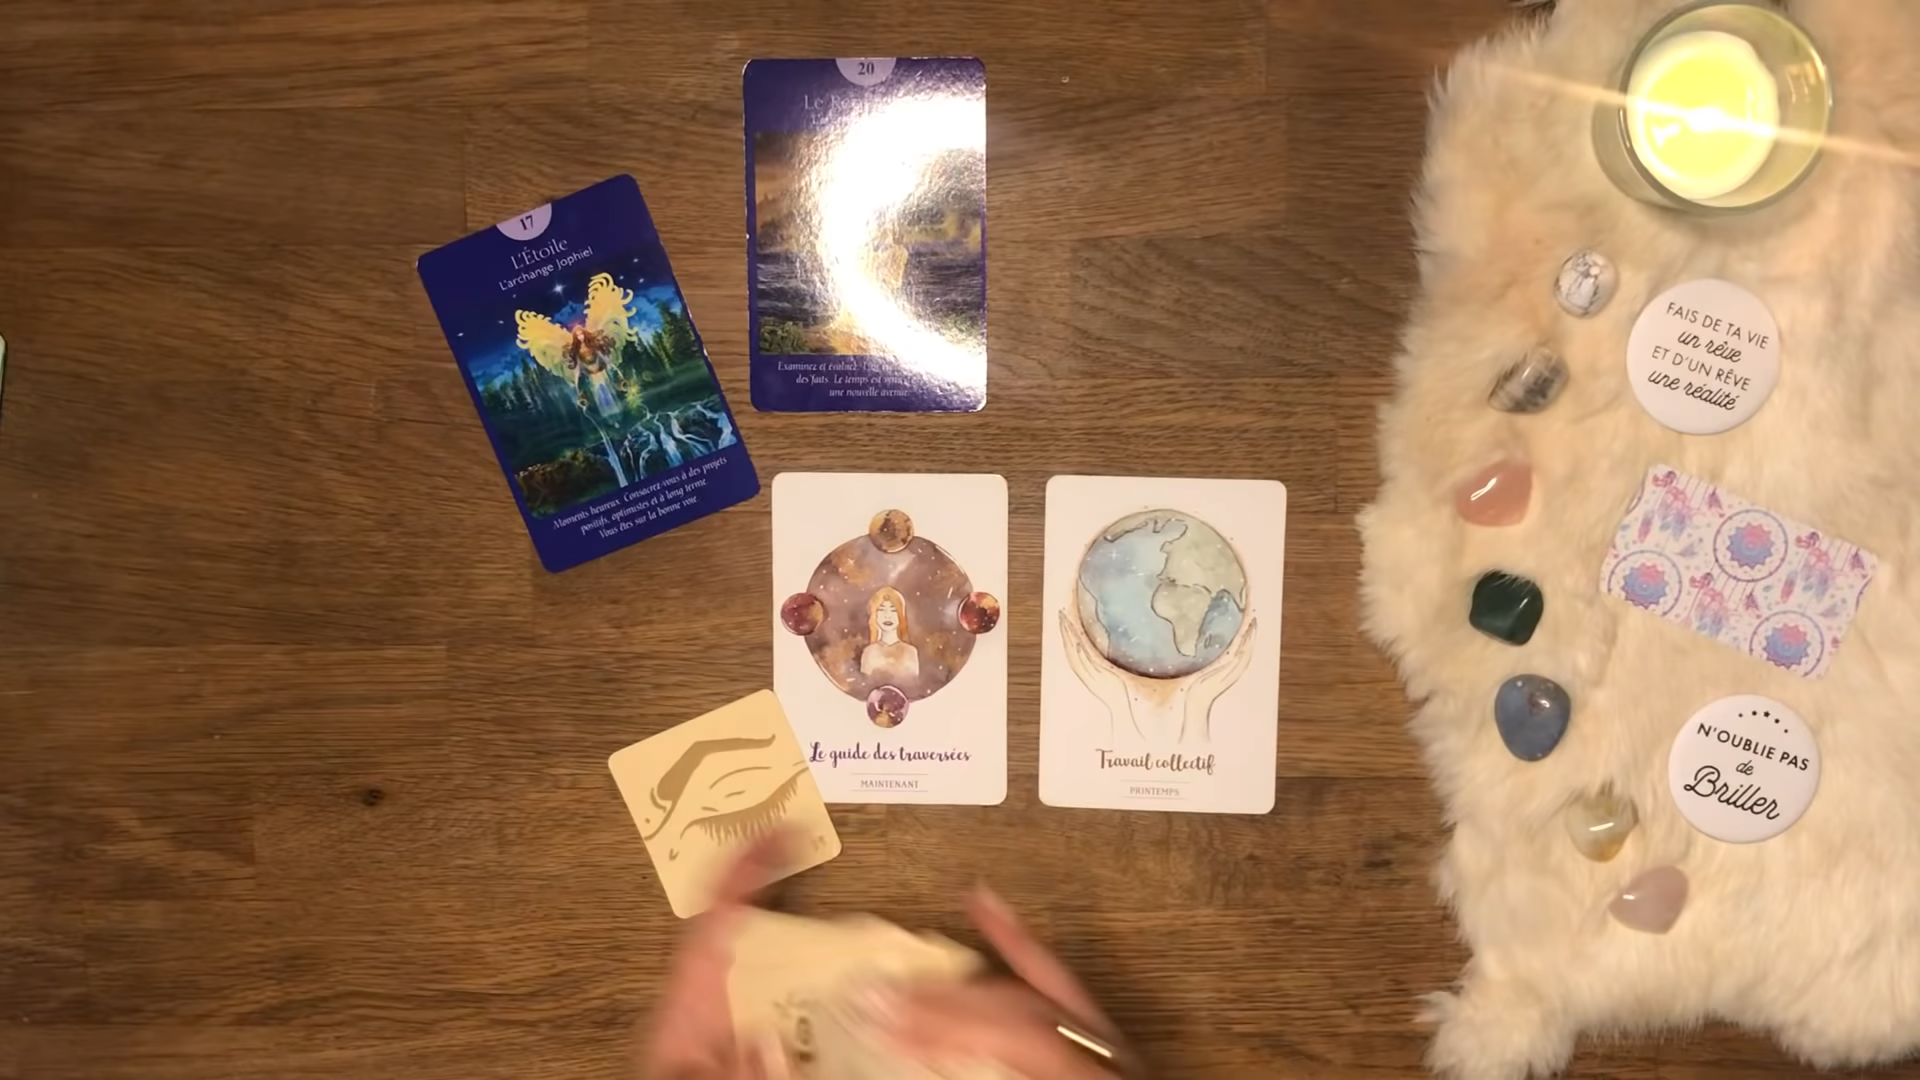 20
Le
Examinez et évaluez.
des faits. Le temps est
une nouvelle avenue.
17
L'Étoile
L'archange Jophiel
Moments heureux. Consacrez-vous à des projets
positifs, optimistes et à long terme.
Vous êtes sur la bonne voie.
Le guide des traversées
MAINTENANT
Travail collectif
PRINTEMPS
FAIS DE TA VIE
un rêve
ET D'UN RÊVE
une réalité
N'OUBLIE PAS
de
Briller